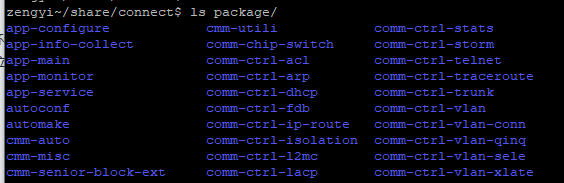 zengyi~/share/connect$ ls package/
app-configure cmm-utili comm-ctrl-stats
app-info-collect comm-chip-switch comm-ctrl-storm
app-main comm-ctrl-acl comm-ctrl-telnet
app-monitor comm-ctrl-arp comm-ctrl-traceroute
app-service comm-ctrl-dhcp comm-ctrl-trunk
autoconf comm-ctrl-fdb comm-ctrl-vlan
automake comm-ctrl-ip-route comm-ctrl-vlan-conn
cmm-auto comm-ctrl-isolation comm-ctrl-vlan-qinq
cmm-misc comm-ctrl-l2mc comm-ctrl-vlan-sele
cmm-senior-block-ext comm-ctrl-lacp comm-ctrl-vlan-xlate